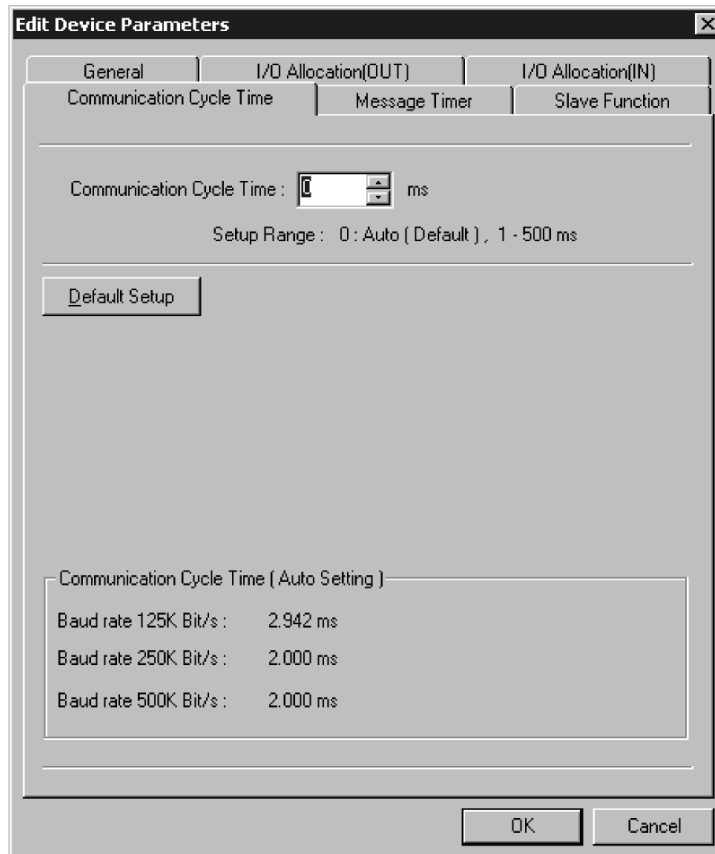 Edit Device Parameters
General
I/O Allocation(OUT)
I/O Allocation(IN)
Communication Cycle Time
Message Timer
Slave Function
Communication Cycle Time : 0 ms
Setup Range : 0 : Auto ( Default ) , 1 - 500 ms
Default Setup
Communication Cycle Time ( Auto Setting )
Baud rate 125K Bit/s : 2.942 ms
Baud rate 250K Bit/s : 2.000 ms
Baud rate 500K Bit/s : 2.000 ms
OK
Cancel